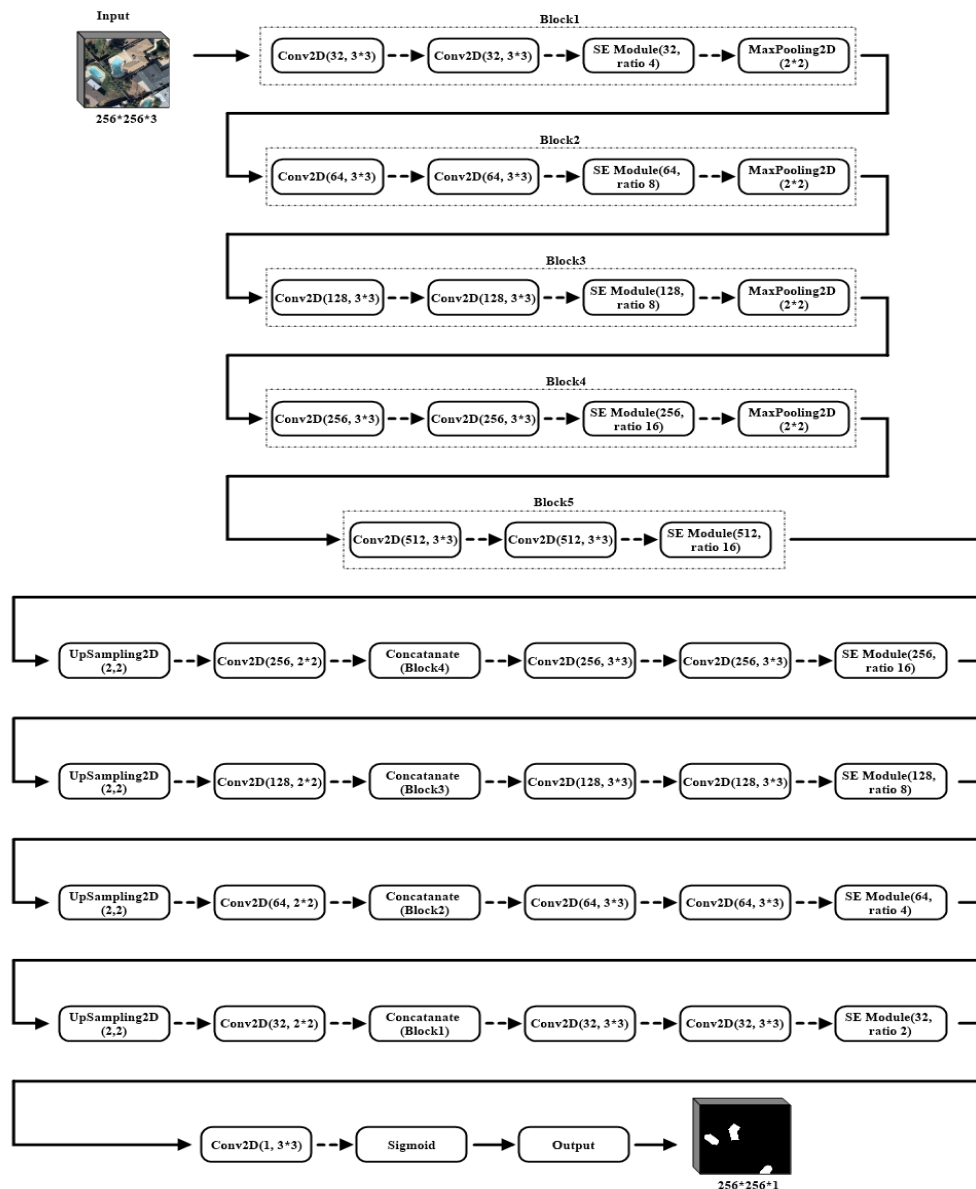 Input
256*256*3
Block1
Conv2D(32, 3*3)
Conv2D(32, 3*3)
SE Module(32,
ratio 4)
MaxPooling2D
(2*2)
Block2
Conv2D(64, 3*3)
Conv2D(64, 3*3)
SE Module(64,
ratio 8)
MaxPooling2D
(2*2)
Block3
Conv2D(128, 3*3)
Conv2D(128, 3*3)
SE Module(128,
ratio 8)
MaxPooling2D
(2*2)
Block4
Conv2D(256, 3*3)
Conv2D(256, 3*3)
SE Module(256,
ratio 16)
MaxPooling2D
(2*2)
Block5
Conv2D(512, 3*3)
Conv2D(512, 3*3)
SE Module(512,
ratio 16)
UpSampling2D
(2,2)
Conv2D(256, 2*2)
Concatanate
(Block4)
Conv2D(256, 3*3)
Conv2D(256, 3*3)
SE Module(256,
ratio 16)
UpSampling2D
(2,2)
Conv2D(128, 2*2)
Concatanate
(Block3)
Conv2D(128, 3*3)
Conv2D(128, 3*3)
SE Module(128,
ratio 8)
UpSampling2D
(2,2)
Conv2D(64, 2*2)
Concatanate
(Block2)
Conv2D(64, 3*3)
Conv2D(64, 3*3)
SE Module(64,
ratio 4)
UpSampling2D
(2,2)
Conv2D(32, 2*2)
Concatanate
(Block1)
Conv2D(32, 3*3)
Conv2D(32, 3*3)
SE Module(32,
ratio 2)
Conv2D(1, 3*3)
Sigmoid
Output
256*256*1